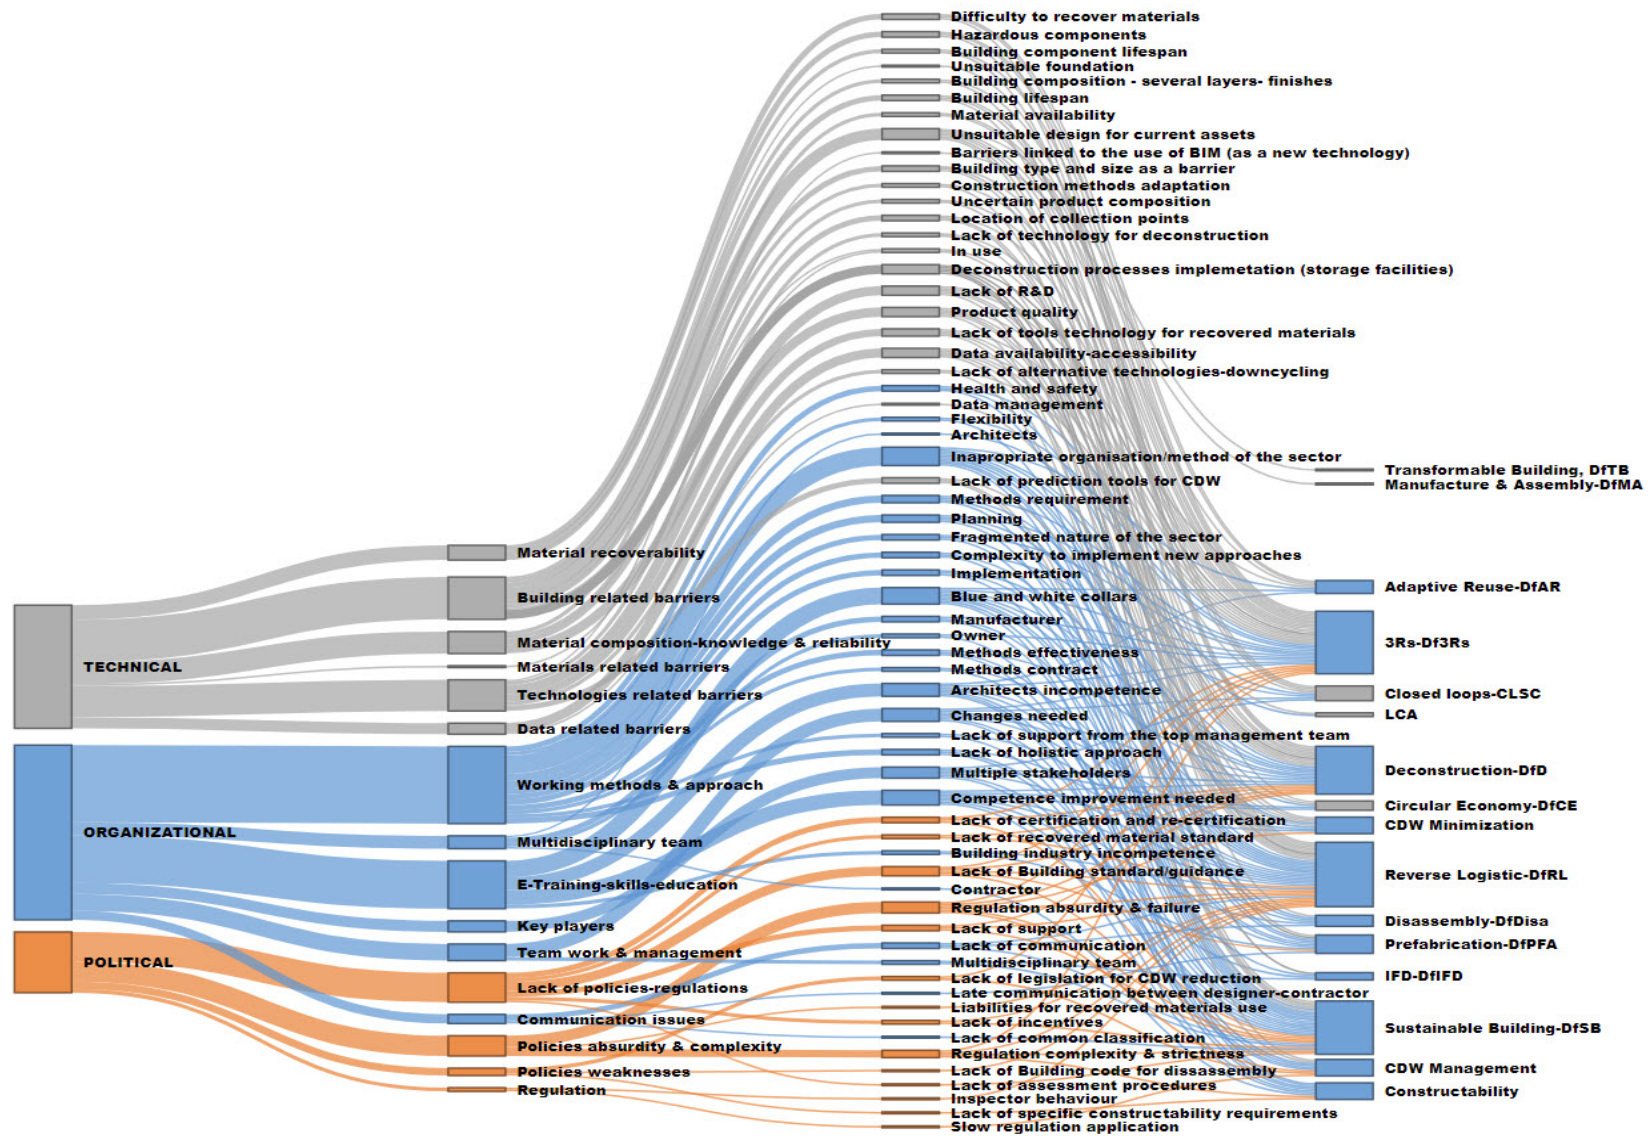 TECHNICAL
ORGANIZATIONAL
POLITICAL
Material recoverability
Building related barriers
Material composition-knowledge & reliability
Materials related barriers
Technologies related barriers
Data related barriers
Working methods & approach
Multidisciplinary team
E-Training-skills-education
Key players
Team work & management
Lack of policies-regulations
Communication issues
Policies absurdity & complexity
Policies weaknesses
Regulation
Difficulty to recover materials
Hazardous components
Building component lifespan
Unsuitable foundation
Building composition - several layers- finishes
Building lifespan
Material availability
Unsuitable design for current assets
Barriers linked to the use of BIM (as a new technology)
Building type and size as a barrier
Construction methods adaptation
Uncertain product composition
Location of collection points
Lack of technology for deconstruction
In use
Deconstruction processes implemetation (storage facilities)
Lack of R&D
Product quality
Lack of tools technology for recovered materials
Data availability-accessibility
Lack of alternative technologies-downcycling
Health and safety
Data management
Flexibility
Architects
Inapropriate organisation/method of the sector
Lack of prediction tools for CDW
Methods requirement
Planning
Fragmented nature of the sector
Complexity to implement new approaches
Implementation
Blue and white collars
Manufacturer
Owner
Methods effectiveness
Methods contract
Architects incompetence
Changes needed
Lack of support from the top management team
Lack of holistic approach
Multiple stakeholders
Competence improvement needed
Lack of certification and re-certification
Lack of recovered material standard
Building industry incompetence
Lack of Building standard/guidance
Contractor
Regulation absurdity & failure
Lack of support
Lack of communication
Multidisciplinary team
Lack of legislation for CDW reduction
Late communication between designer-contractor
Liabilities for recovered materials use
Lack of incentives
Lack of common classification
Regulation complexity & strictness
Lack of Building code for dissassembly
Lack of assessment procedures
Inspector behaviour
Lack of specific constructability requirements
Slow regulation application
Transformable Building, DfTB
Manufacture & Assembly-DfMA
Adaptive Reuse-DfAR
3Rs-Df3Rs
Closed loops-CLSC
LCA
Deconstruction-DfD
Circular Economy-DfCE
CDW Minimization
Reverse Logistic-DfRL
Disassembly-DfDisa
Prefabrication-DfPFA
IFD-DfIFD
Sustainable Building-DfSB
CDW Management
Constructability